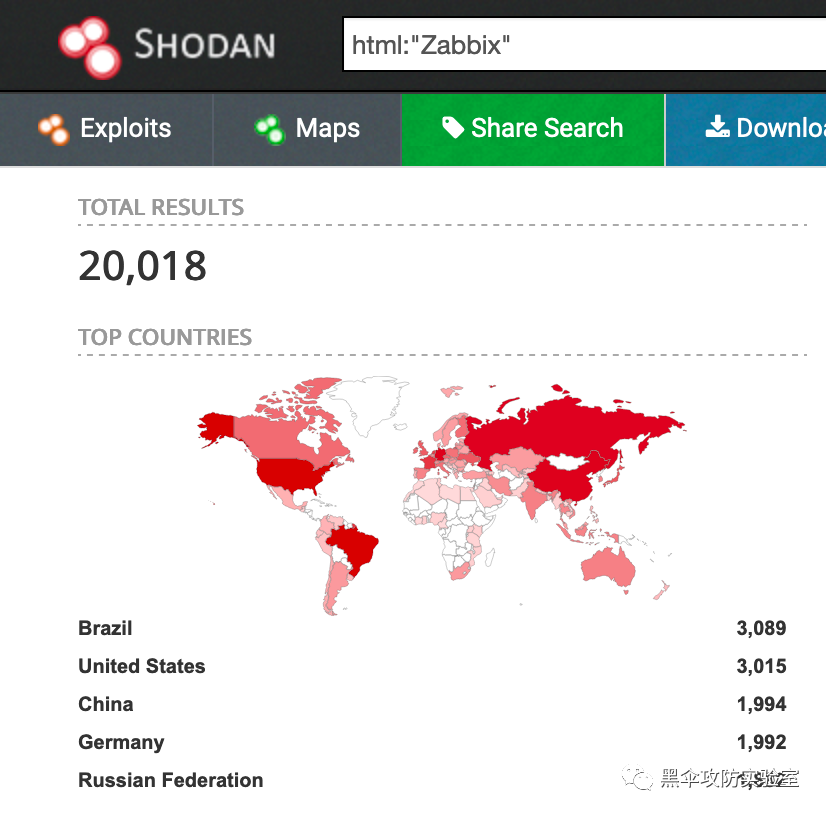 SHODAN
html:"Zabbix"
Exploits
Maps
Share Search
TOTAL RESULTS
20,018
TOP COUNTRIES
Brazil 3,089
United States 3,015
China 1,994
Germany 1,992
Russian Federation
黑伞攻防实验室